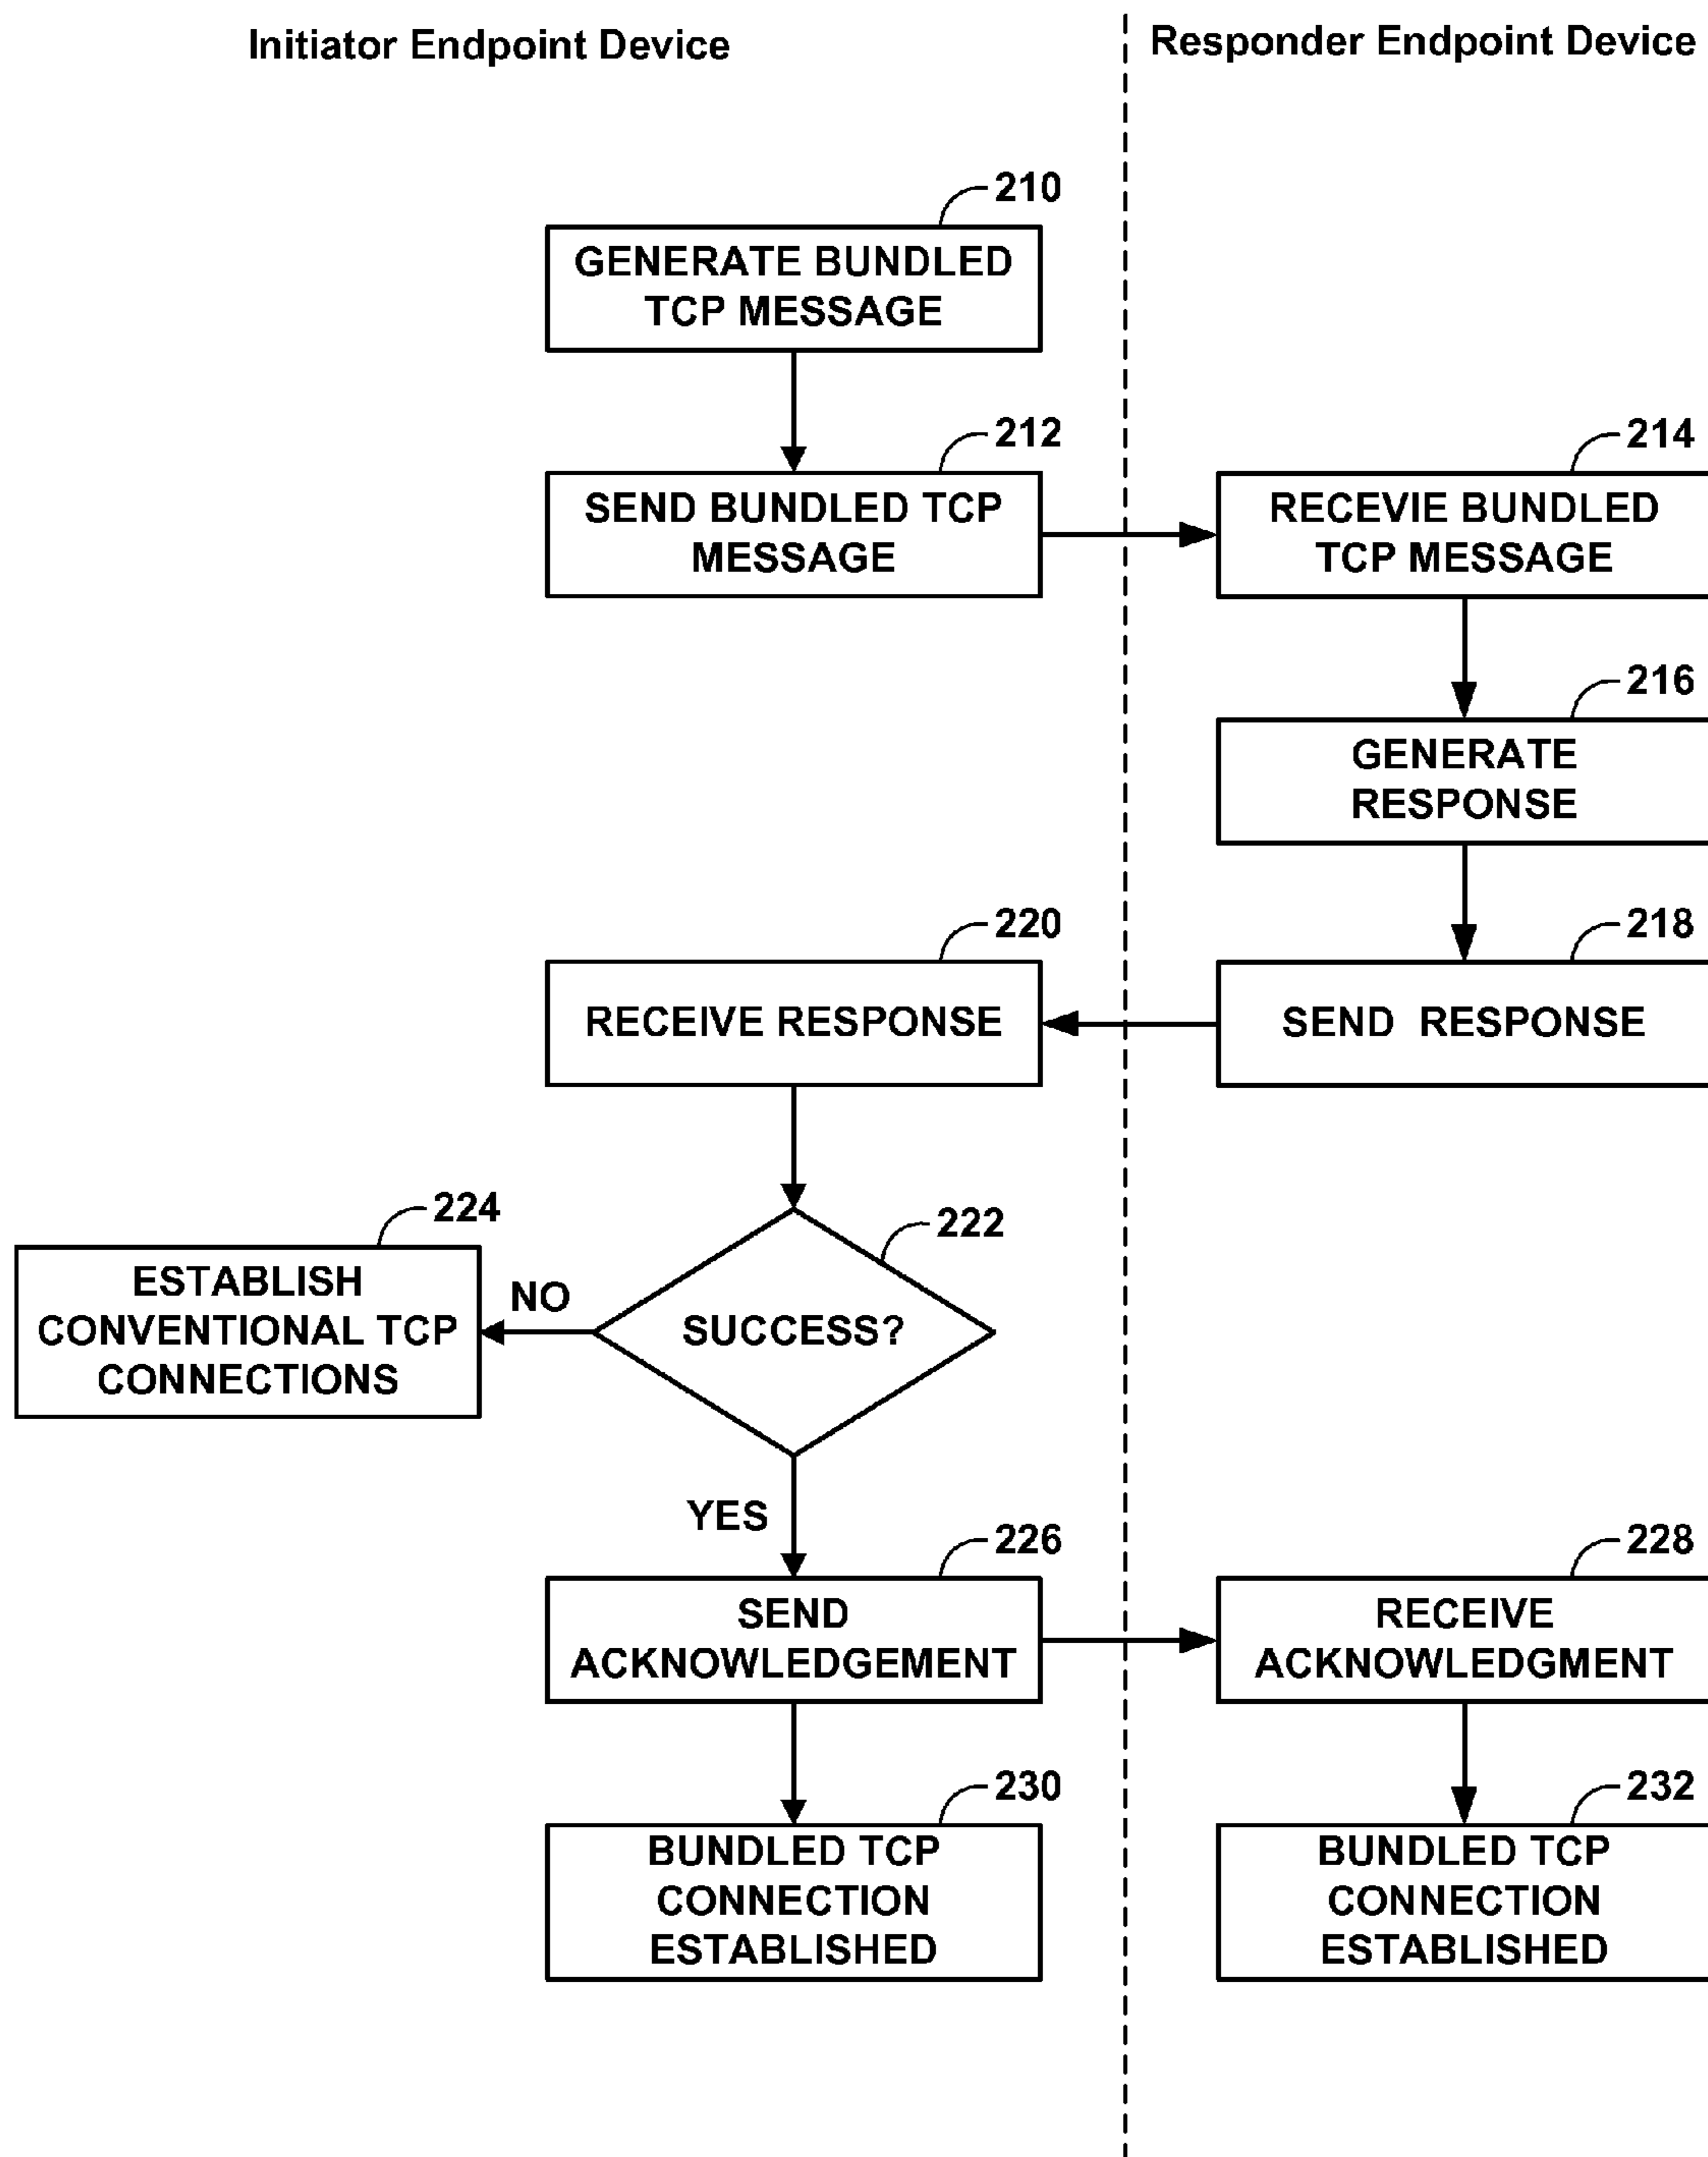 Initiator Endpoint Device
Responder Endpoint Device
210
GENERATE BUNDLED
TCP MESSAGE
212
SEND BUNDLED TCP
MESSAGE
214
RECEVIE BUNDLED
TCP MESSAGE
216
GENERATE
RESPONSE
218
SEND RESPONSE
220
RECEIVE RESPONSE
222
SUCCESS?
NO
224
ESTABLISH
CONVENTIONAL TCP
CONNECTIONS
YES
226
SEND
ACKNOWLEDGEMENT
228
RECEIVE
ACKNOWLEDGMENT
230
BUNDLED TCP
CONNECTION
ESTABLISHED
232
BUNDLED TCP
CONNECTION
ESTABLISHED